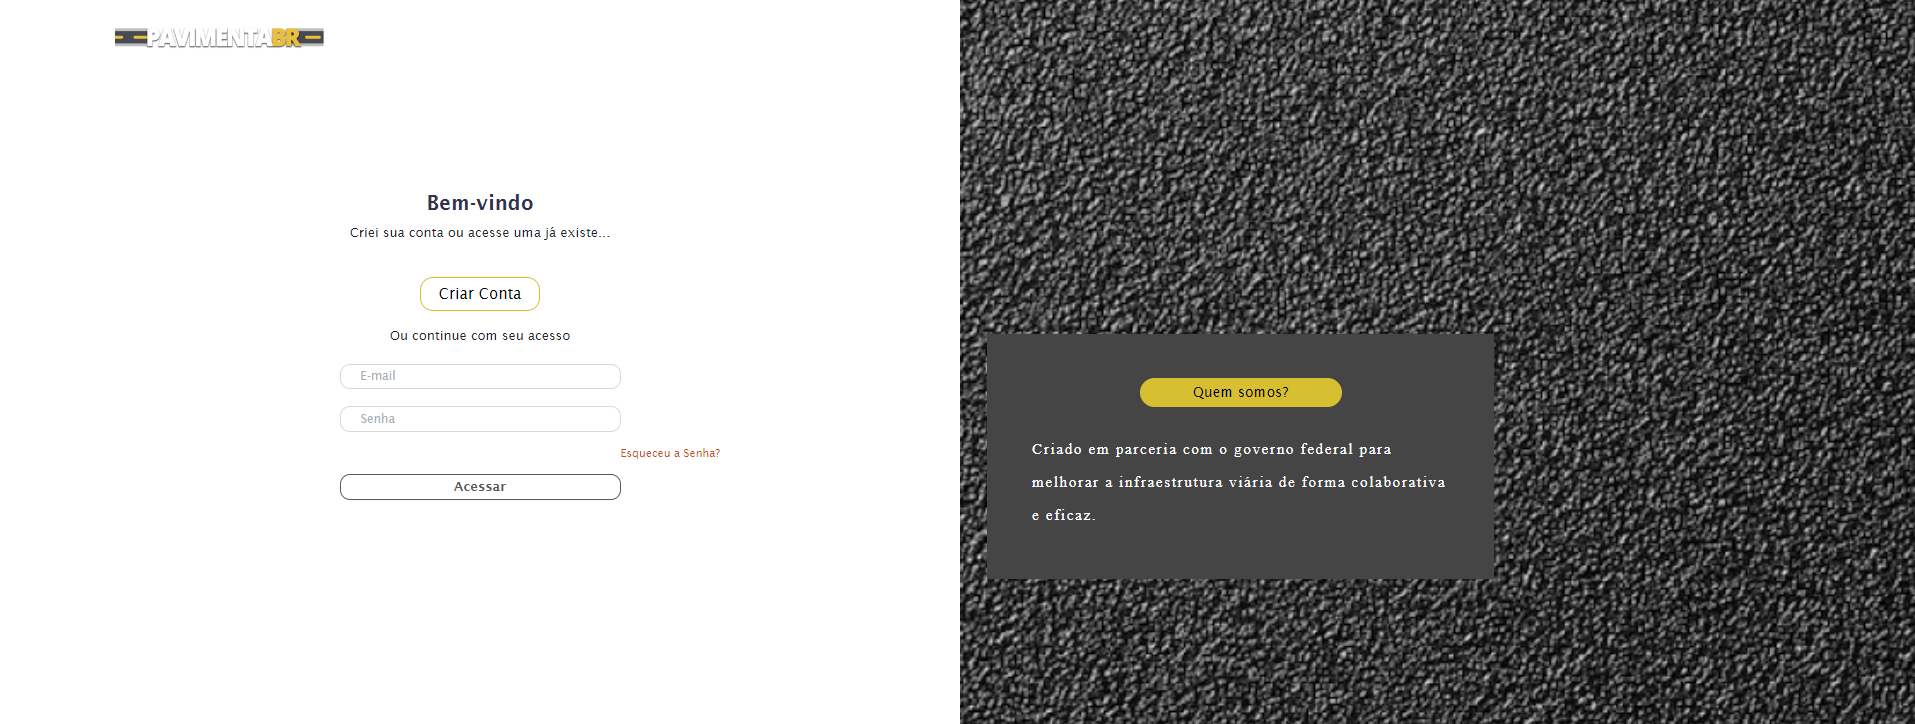 PAVIMENTABR
Bem-vindo
Criei sua conta ou acesse uma já existe...
Criar Conta
Ou continue com seu acesso
E-mail
Senha
Esqueceu a Senha?
Acessar
Quem somos?
Criado em parceria com o governo federal para
melhorar a infraestrutura viária de forma colaborativa
e eficaz.